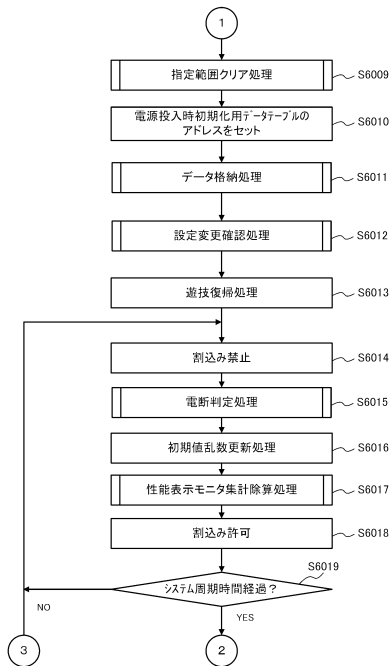 1
指定範囲クリア処理
S6009
電源投入時初期化用データテーブルの
アドレスをセット
S6010
データ格納処理
S6011
設定変更確認処理
S6012
遊技復帰処理
S6013
割込み禁止
S6014
電断判定処理
S6015
初期値乱数更新処理
S6016
性能表示モニタ集計除算処理
S6017
割込み許可
S6018
システム周期時間経過？
S6019
NO
YES
3
2